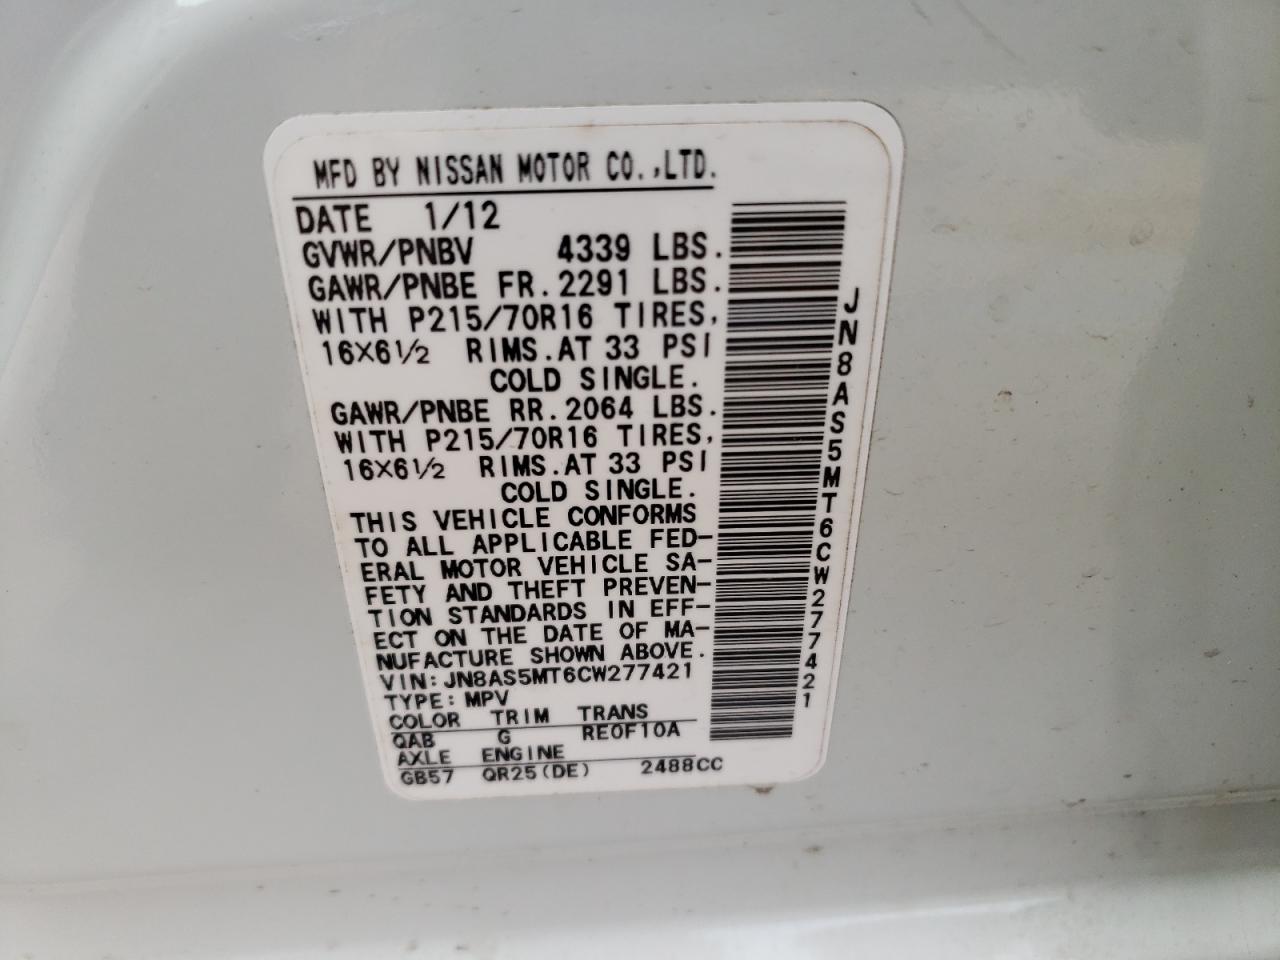 MFD BY NISSAN MOTOR CO.,LTD.
DATE 1/12
GVWR/PNBV 4339 LBS.
GAWR/PNBE FR.2291 LBS.
WITH P215/70R16 TIRES,
16X6½ RIMS.AT 33 PSI
COLD SINGLE.
GAWR/PNBE RR.2064 LBS.
WITH P215/70R16 TIRES,
16X6½ RIMS.AT 33 PSI
COLD SINGLE.
THIS VEHICLE CONFORMS
TO ALL APPLICABLE FED-
ERAL MOTOR VEHICLE SA-
FETY AND THEFT PREVEN-
TION STANDARDS IN EFF-
ECT ON THE DATE OF MA-
NUFACTURE SHOWN ABOVE.
VIN:JN8AS5MT6CW277421
TYPE:MPV
COLOR TRIM TRANS
QAB G RE0F10A
AXLE ENGINE
GB57 QR25(DE) 2488CC
JN8AS5MT6CW277421